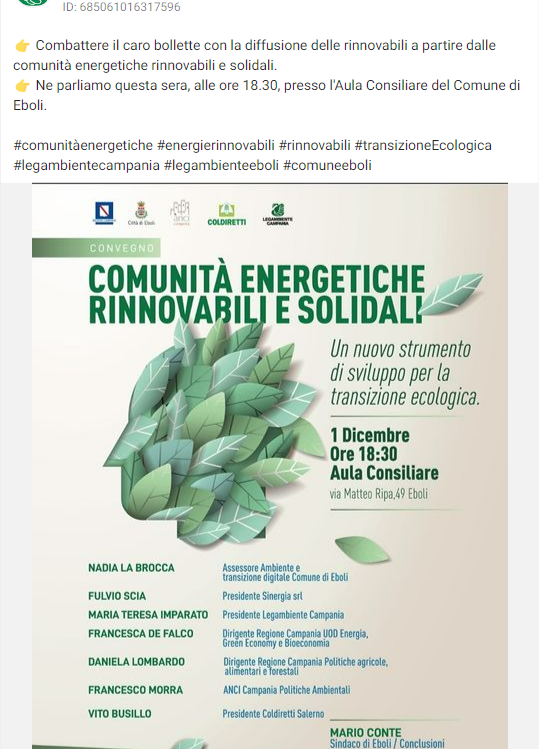 ID: 685061016317596
👉 Combattere il caro bollette con la diffusione delle rinnovabili a partire dalle
comunità energetiche rinnovabili e solidali.
👉 Ne parliamo questa sera, alle ore 18.30, presso l'Aula Consiliare del Comune di
Eboli.
#comunitàenergetiche #energierinnovabili #rinnovabili #transizioneEcologica
#legambientecampania #legambienteeboli #comuneeboli
Città di Eboli
anci
COLDIRETTI
LEGAMBIENTE
CAMPANIA
CONVEGNO
COMUNITÀ ENERGETICHE
RINNOVABILI E SOLIDALI
Un nuovo strumento
di sviluppo per la
transizione ecologica.
1 Dicembre
Ore 18:30
Aula Consiliare
via Matteo Ripa,49 Eboli
NADIA LA BROCCA Assessore Ambiente e
transizione digitale Comune di Eboli
FULVIO SCIA Presidente Sinergia srl
MARIA TERESA IMPARATO Presidente Legambiente Campania
FRANCESCA DE FALCO Dirigente Regione Campania UOD Energia,
Green Economy e Bioeconomia
DANIELA LOMBARDO Dirigente Regione Campania Politiche agricole,
alimentari e forestali
FRANCESCO MORRA ANCI Campania Politiche Ambientali
VITO BUSILLO Presidente Coldiretti Salerno
MARIO CONTE
Sindaco di Eboli / Conclusioni